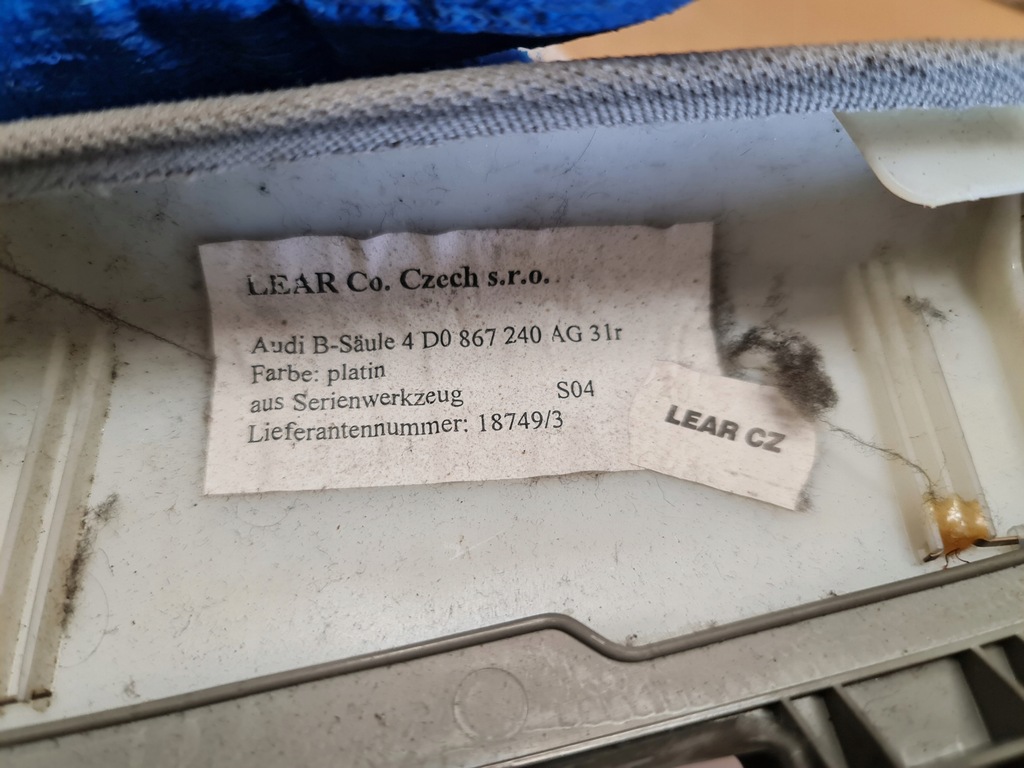 LEAR Co. Czech s.r.o.
Audi B-Säule 4 D0 867 240 AG 31r
Farbe: platin
aus Serienwerkzeug S04
Lieferantennummer: 18749/3
LEAR CZ